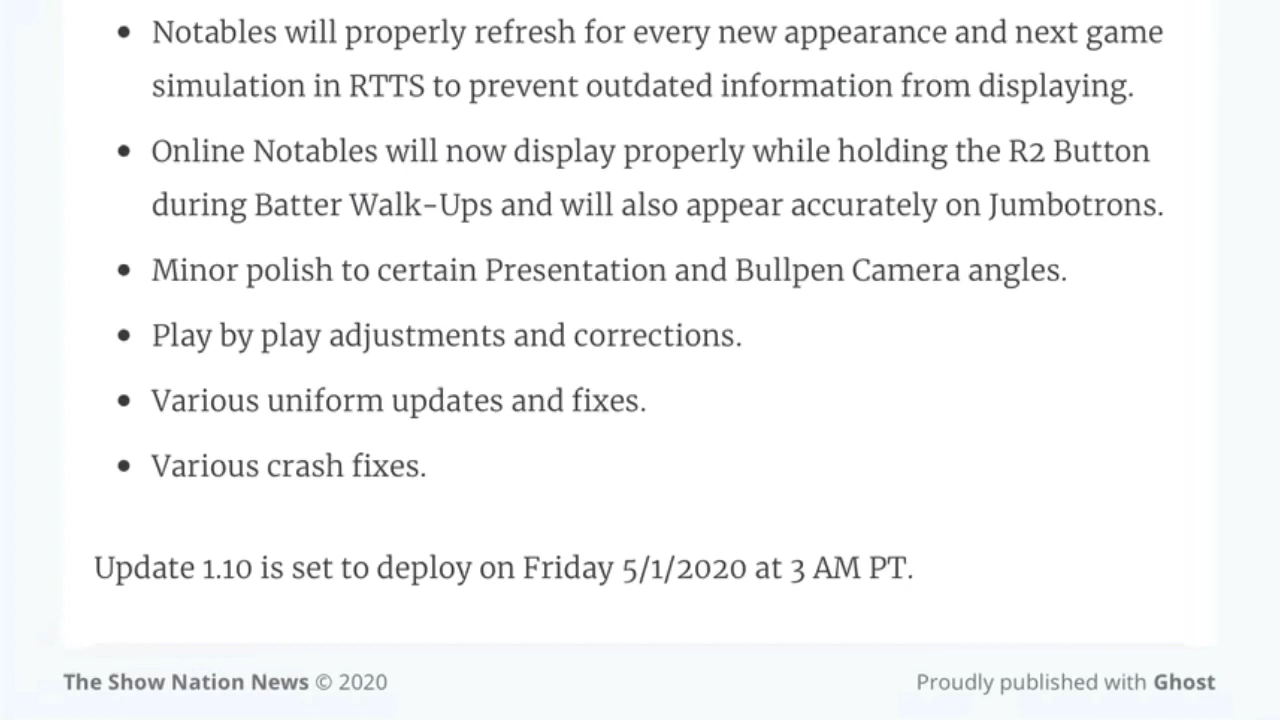 • Notables will properly refresh for every new appearance and next game
simulation in RTTS to prevent outdated information from displaying.
• Online Notables will now display properly while holding the R2 Button
during Batter Walk-Ups and will also appear accurately on Jumbotrons.
• Minor polish to certain Presentation and Bullpen Camera angles.
• Play by play adjustments and corrections.
• Various uniform updates and fixes.
• Various crash fixes.
Update 1.10 is set to deploy on Friday 5/1/2020 at 3 AM PT.
The Show Nation News © 2020
Proudly published with Ghost